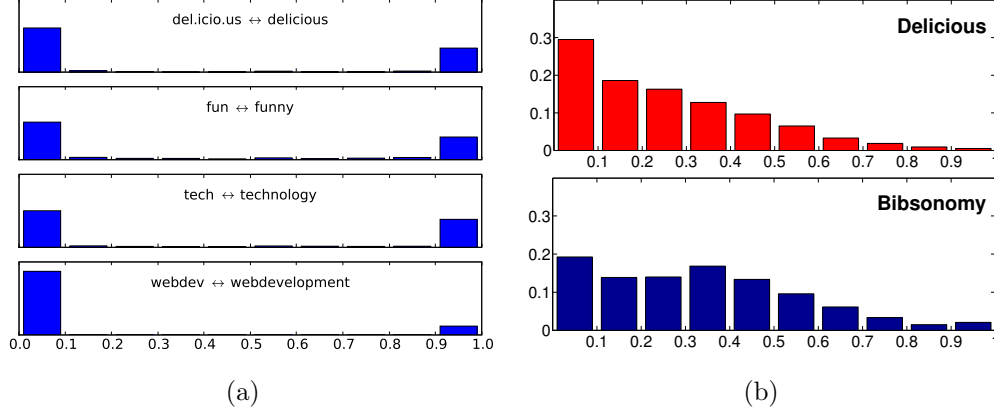 del.icio.us ↔ delicious
fun ↔ funny
tech ↔ technology
webdev ↔ webdevelopment
0.0 0.1 0.2 0.3 0.4 0.5 0.6 0.7 0.8 0.9 1.0
(a)
Delicious
0.3
0.2
0.1
0
0.1 0.2 0.3 0.4 0.5 0.6 0.7 0.8 0.9
Bibsonomy
0.3
0.2
0.1
0
0.1 0.2 0.3 0.4 0.5 0.6 0.7 0.8 0.9
(b)